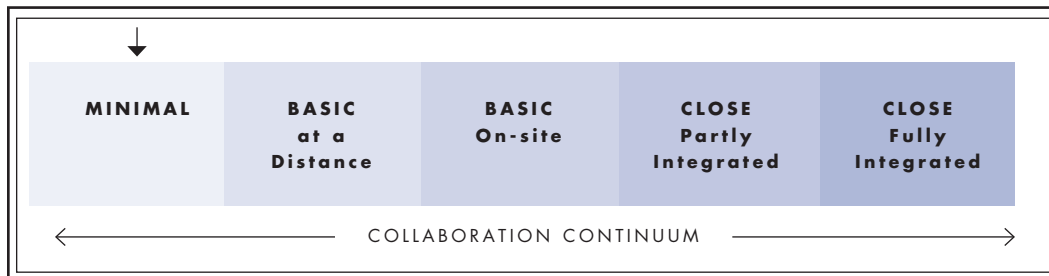 MINIMAL
BASIC
at a
Distance
BASIC
On-site
CLOSE
Partly
Integrated
CLOSE
Fully
Integrated
COLLABORATION CONTINUUM